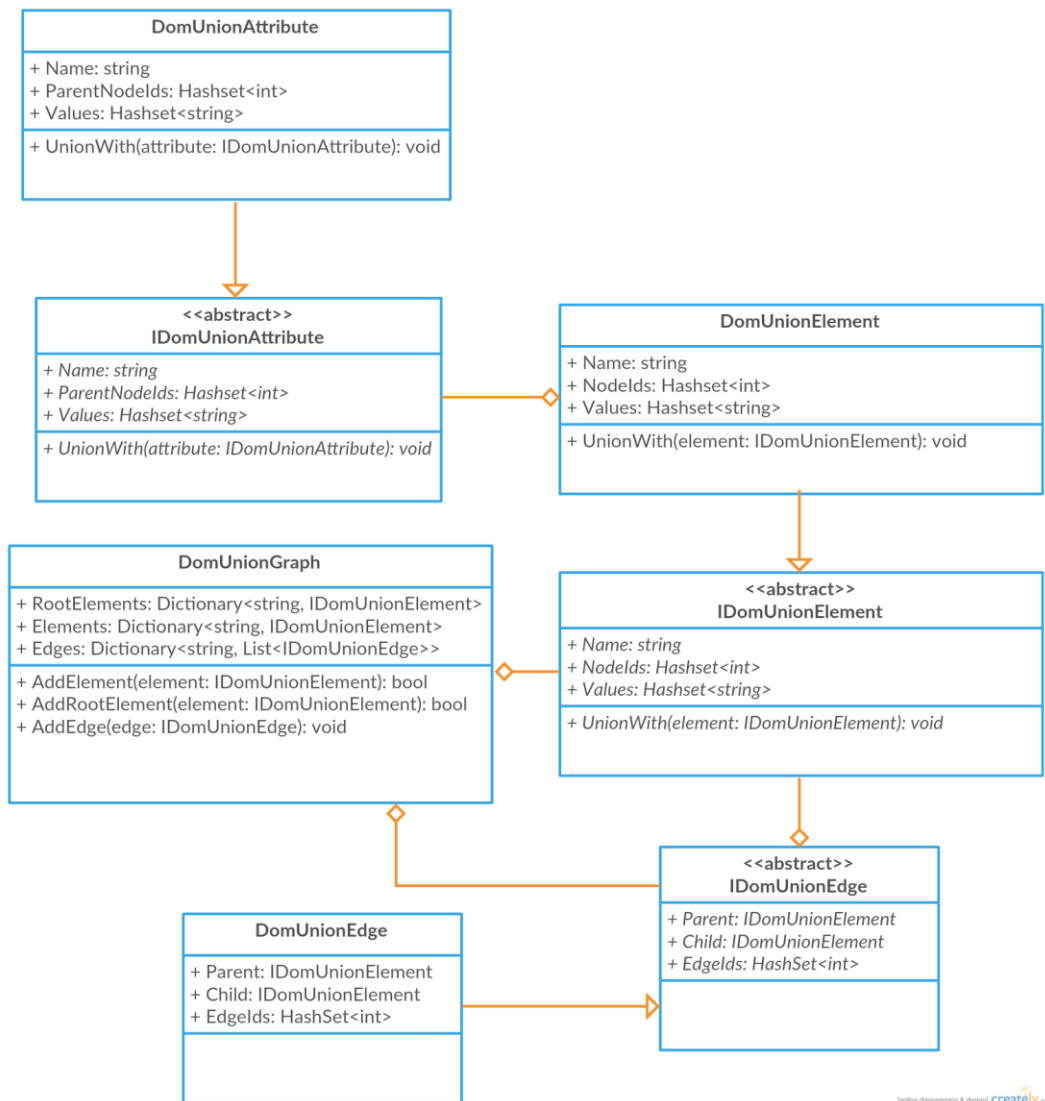 DomUnionAttribute
+ Name: string
+ ParentNodeIds: Hashset<int>
+ Values: Hashset<string>
+ UnionWith(attribute: IDomUnionAttribute): void
<<abstract>>
IDomUnionAttribute
+ Name: string
+ ParentNodeIds: Hashset<int>
+ Values: Hashset<string>
+ UnionWith(attribute: IDomUnionAttribute): void
DomUnionElement
+ Name: string
+ NodeIds: Hashset<int>
+ Values: Hashset<string>
+ UnionWith(element: IDomUnionElement): void
DomUnionGraph
+ RootElements: Dictionary<string, IDomUnionElement>
+ Elements: Dictionary<string, IDomUnionElement>
+ Edges: Dictionary<string, List<IDomUnionEdge>>
+ AddElement(element: IDomUnionElement): bool
+ AddRootElement(element: IDomUnionElement): bool
+ AddEdge(edge: IDomUnionEdge): void
<<abstract>>
IDomUnionElement
+ Name: string
+ NodeIds: Hashset<int>
+ Values: Hashset<string>
+ UnionWith(element: IDomUnionElement): void
<<abstract>>
IDomUnionEdge
+ Parent: IDomUnionElement
+ Child: IDomUnionElement
+ EdgeIds: HashSet<int>
DomUnionEdge
+ Parent: IDomUnionElement
+ Child: IDomUnionElement
+ EdgeIds: HashSet<int>
[online diagramming & design] creately